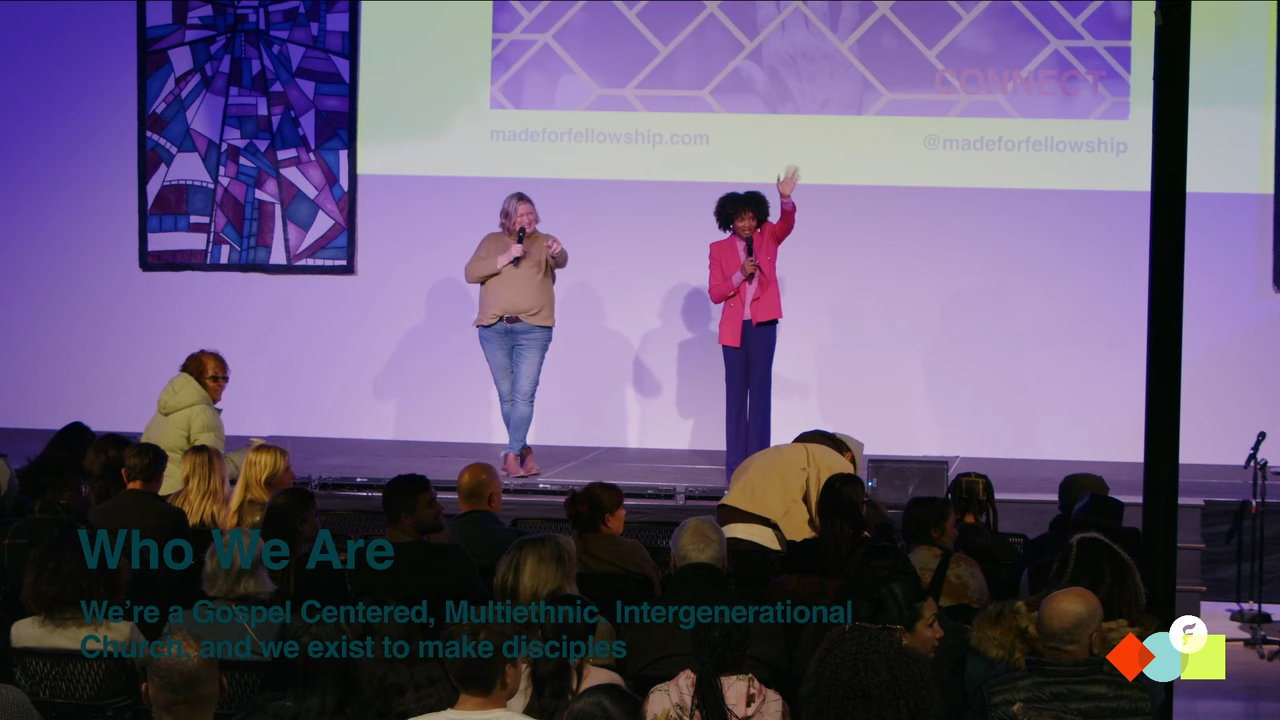 CONNECT
madeforfellowship.com
@madeforfellowship
Who We Are
We're a Gospel Centered, Multiethnic, Intergenerational
Church, and we exist to make disciples